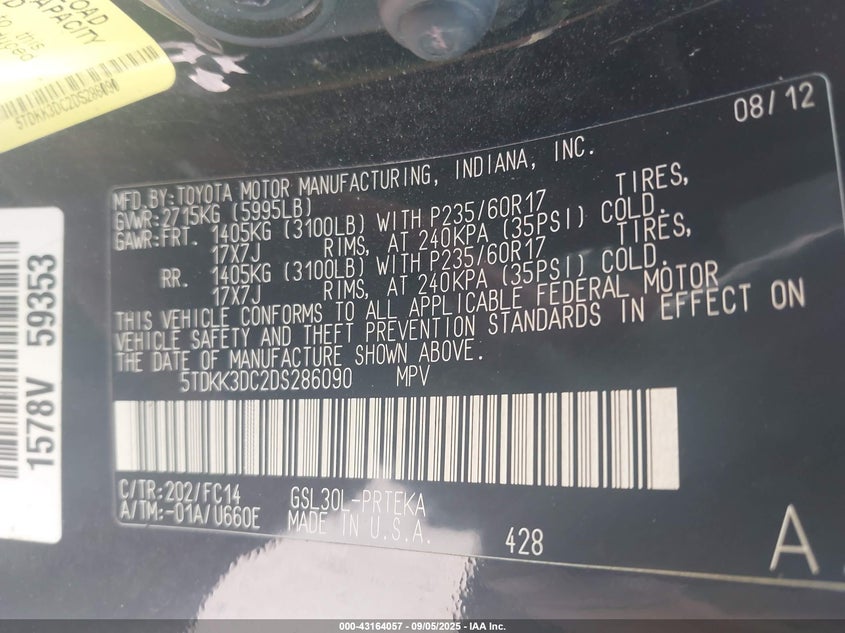 LOAD
CAPACITY
to this
5TDKK3DC2DS286090
08/12
MFD.BY:TOYOTA MOTOR MANUFACTURING, INDIANA, INC.
GVWR:2715KG (5995LB)
GAWR:FRT. 1405KG (3100LB) WITH P235/60R17 TIRES,
17X7J RIMS, AT 240KPA (35PSI) COLD.
RR. 1405KG (3100LB) WITH P235/60R17 TIRES,
17X7J RIMS, AT 240KPA (35PSI) COLD.
THIS VEHICLE CONFORMS TO ALL APPLICABLE FEDERAL MOTOR
VEHICLE SAFETY AND THEFT PREVENTION STANDARDS IN EFFECT ON
THE DATE OF MANUFACTURE SHOWN ABOVE.
5TDKK3DC2DS286090 MPV
C/TR:202/FC14 GSL30L-PRTEKA
A/TM:-01A/U660E MADE IN U.S.A.
428
A
1578V 59353
000-43164057 - 09/05/2025 - IAA Inc.